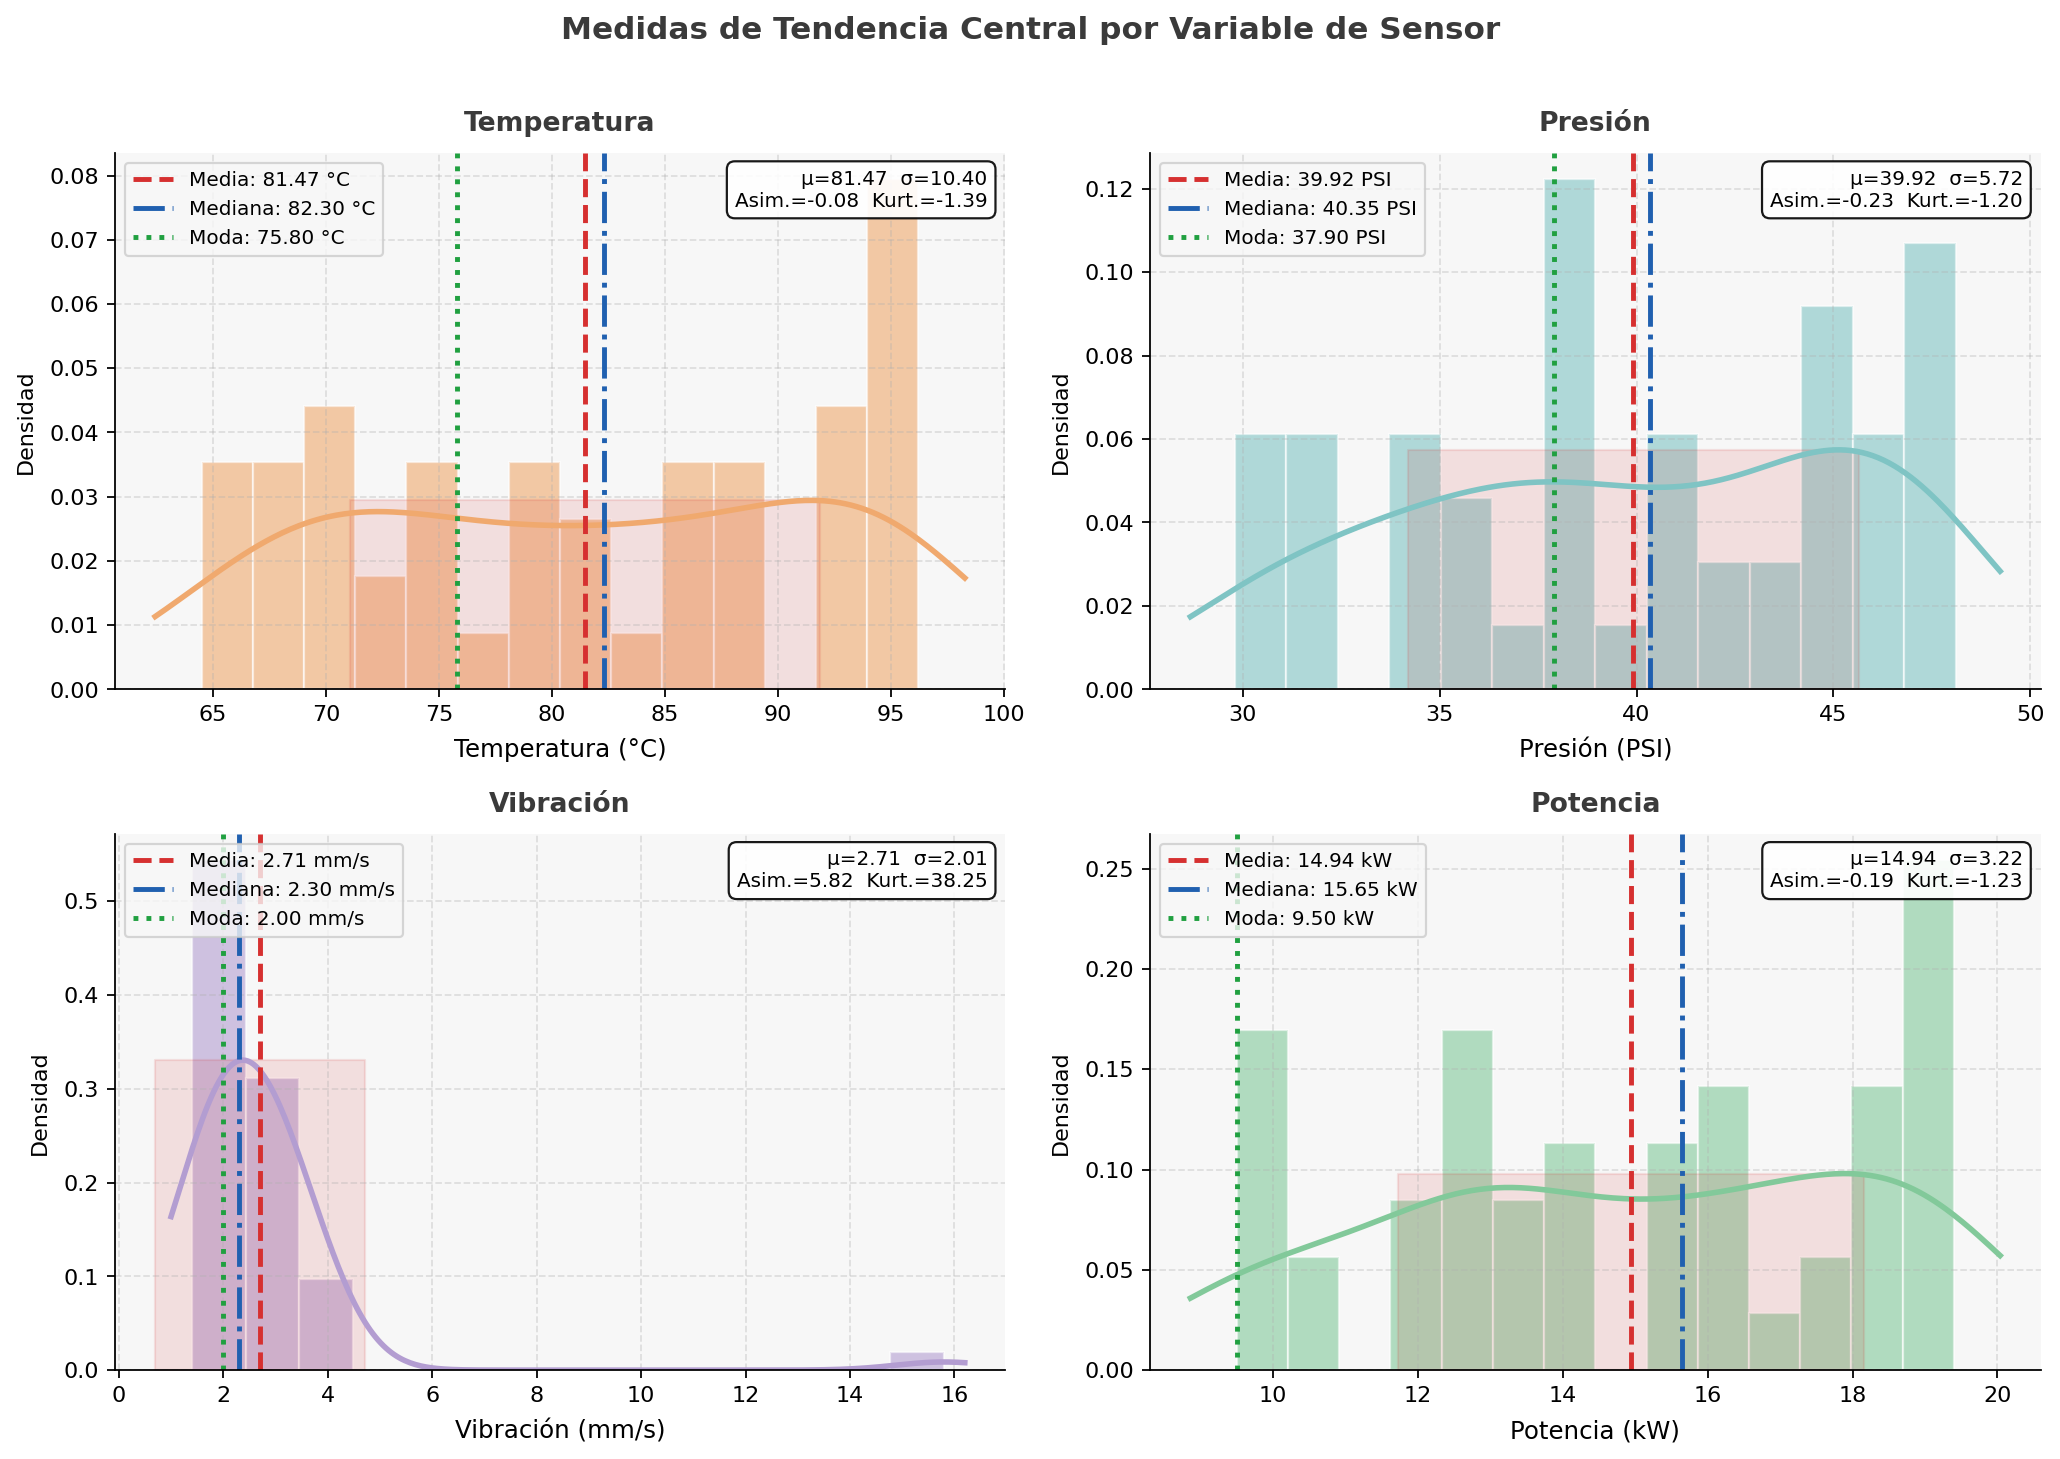 Medidas de Tendencia Central por Variable de Sensor
Temperatura
Media: 81.47 °C
Mediana: 82.30 °C
Moda: 75.80 °C
μ=81.47 σ=10.40
Asim.=-0.08 Kurt.=-1.39
Densidad
0.08
0.07
0.06
0.05
0.04
0.03
0.02
0.01
0.00
65 70 75 80 85 90 95 100
Temperatura (°C)
Presión
Media: 39.92 PSI
Mediana: 40.35 PSI
Moda: 37.90 PSI
μ=39.92 σ=5.72
Asim.=-0.23 Kurt.=-1.20
Densidad
0.12
0.10
0.08
0.06
0.04
0.02
0.00
30 35 40 45 50
Presión (PSI)
Vibración
Media: 2.71 mm/s
Mediana: 2.30 mm/s
Moda: 2.00 mm/s
μ=2.71 σ=2.01
Asim.=5.82 Kurt.=38.25
Densidad
0.5
0.4
0.3
0.2
0.1
0.0
0 2 4 6 8 10 12 14 16
Vibración (mm/s)
Potencia
Media: 14.94 kW
Mediana: 15.65 kW
Moda: 9.50 kW
μ=14.94 σ=3.22
Asim.=-0.19 Kurt.=-1.23
Densidad
0.25
0.20
0.15
0.10
0.05
0.00
10 12 14 16 18 20
Potencia (kW)